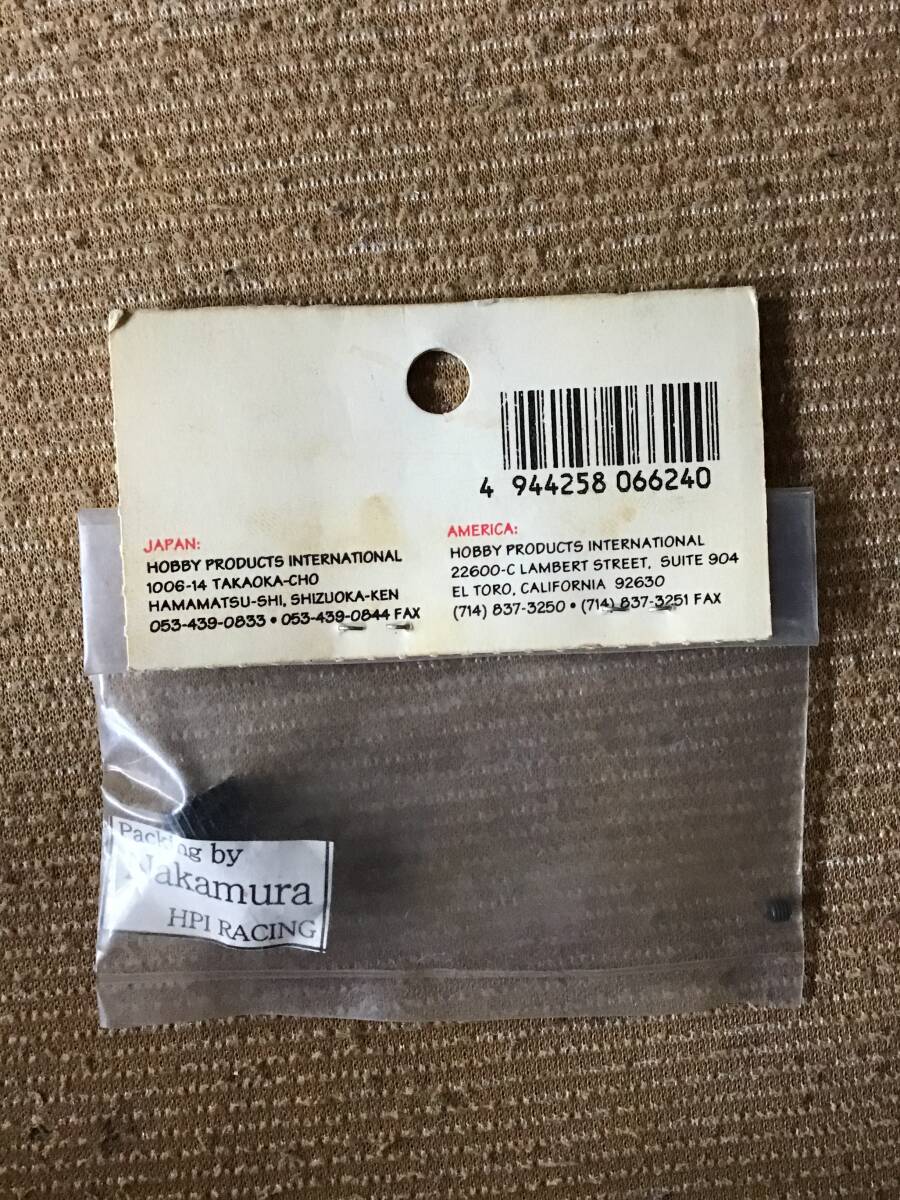 4 944258 066240
JAPAN:
HOBBY PRODUCTS INTERNATIONAL
1006-14 TAKAOKA-CHO
HAMAMATSU-SHI, SHIZUOKA-KEN
053-439-0833 • 053-439-0844 FAX
AMERICA:
HOBBY PRODUCTS INTERNATIONAL
22600-C LAMBERT STREET, SUITE 904
EL TORO, CALIFORNIA 92630
(714) 837-3250 • (714) 837-3251 FAX
Packing by
Nakamura
HPI RACING